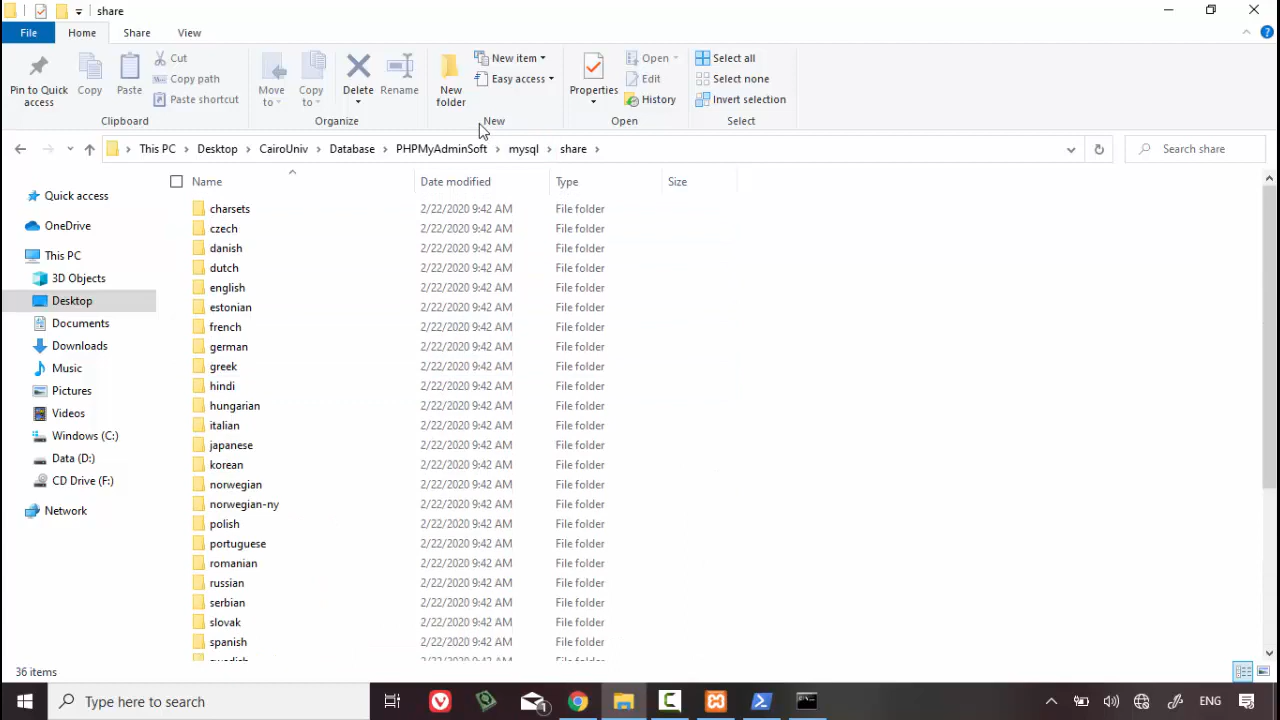 share
File Home Share View
Pin to Quick access
Copy
Paste
Cut
Copy path
Paste shortcut
Clipboard
Move to
Copy to
Delete
Rename
Organize
New folder
New item
Easy access
New
Properties
Open
Edit
History
Open
Select all
Select none
Invert selection
Select
This PC Desktop CairoUniv Database PHPMyAdminSoft mysql share
Search share
Name Date modified Type Size
Quick access
OneDrive
This PC
3D Objects
Desktop
Documents
Downloads
Music
Pictures
Videos
Windows (C:)
Data (D:)
CD Drive (F:)
Network
charsets 2/22/2020 9:42 AM File folder
czech 2/22/2020 9:42 AM File folder
danish 2/22/2020 9:42 AM File folder
dutch 2/22/2020 9:42 AM File folder
english 2/22/2020 9:42 AM File folder
estonian 2/22/2020 9:42 AM File folder
french 2/22/2020 9:42 AM File folder
german 2/22/2020 9:42 AM File folder
greek 2/22/2020 9:42 AM File folder
hindi 2/22/2020 9:42 AM File folder
hungarian 2/22/2020 9:42 AM File folder
italian 2/22/2020 9:42 AM File folder
japanese 2/22/2020 9:42 AM File folder
korean 2/22/2020 9:42 AM File folder
norwegian 2/22/2020 9:42 AM File folder
norwegian-ny 2/22/2020 9:42 AM File folder
polish 2/22/2020 9:42 AM File folder
portuguese 2/22/2020 9:42 AM File folder
romanian 2/22/2020 9:42 AM File folder
russian 2/22/2020 9:42 AM File folder
serbian 2/22/2020 9:42 AM File folder
slovak 2/22/2020 9:42 AM File folder
spanish 2/22/2020 9:42 AM File folder
36 items
Type here to search
1
ENG